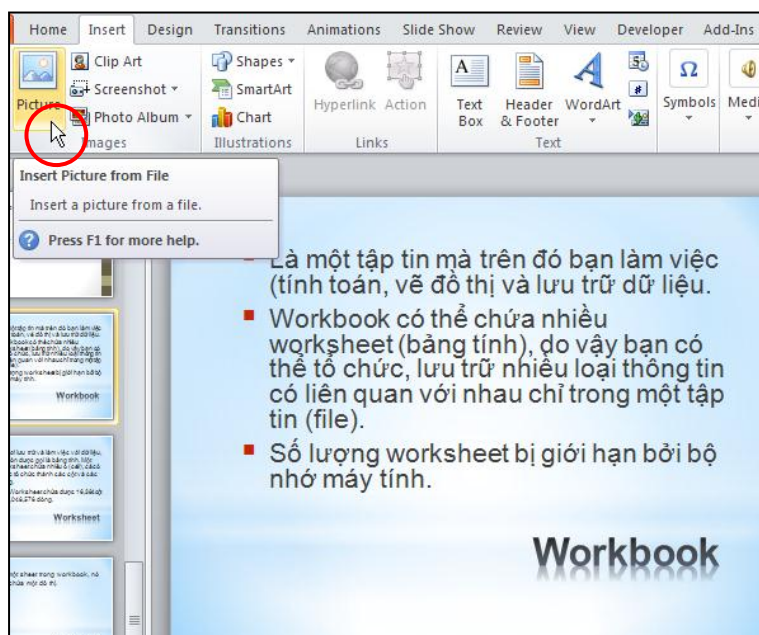 Home Insert Design Transitions Animations Slide Show Review View Developer Add-Ins
Picture
Clip Art
Screenshot
Photo Album
Images
Shapes
SmartArt
Chart
Illustrations
Hyperlink Action
Links
Text
Box
Header
& Footer
WordArt
Text
Symbols
Medi
Insert Picture from File
Insert a picture from a file.
Press F1 for more help.
Là một tập tin mà trên đó bạn làm việc
(tính toán, vẽ đồ thị và lưu trữ dữ liệu.
Workbook có thể chứa nhiều
worksheet (bảng tính), do vậy bạn có
thể tổ chức, lưu trữ nhiều loại thông tin
có liên quan với nhau chỉ trong một tập
tin (file).
Số lượng worksheet bị giới hạn bởi bộ
nhớ máy tính.
Workbook
Workbook
Worksheet